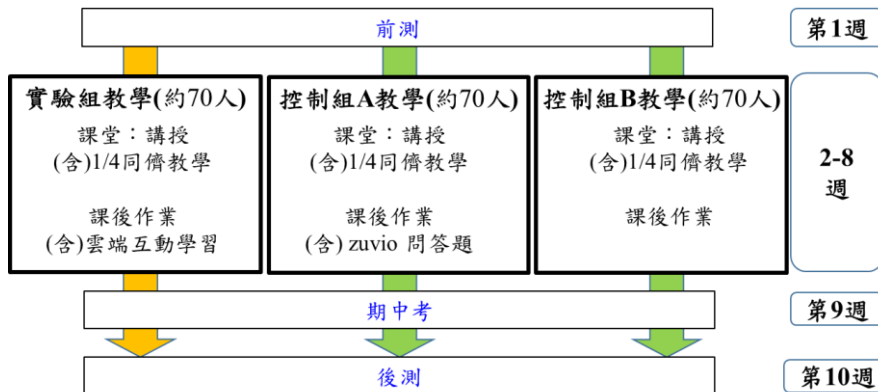 前測
第1週
實驗組教學(約70人)
課堂：講授
(含)1/4同儕教學
課後作業
(含)雲端互動學習
控制組A教學(約70人)
課堂：講授
(含)1/4同儕教學
課後作業
(含) zuvio 問答題
控制組B教學(約70人)
課堂：講授
(含)1/4同儕教學
課後作業
2-8
週
期中考
第9週
後測
第10週